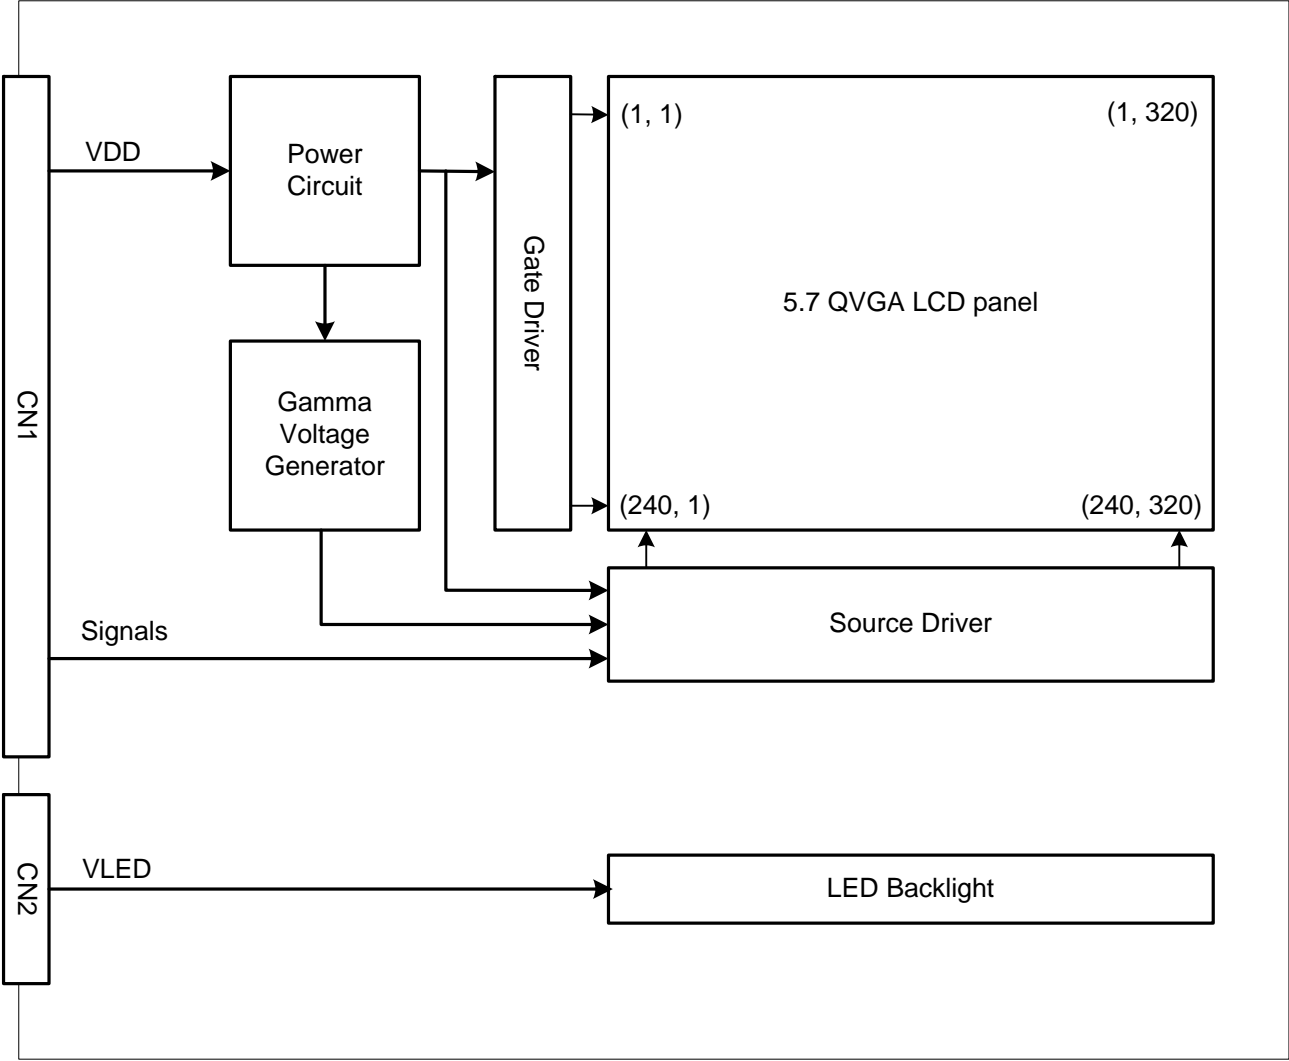 VDD
Power
Circuit
(1, 1)
(1, 320)
Gate Driver
5.7 QVGA LCD panel
CN1
Gamma
Voltage
Generator
(240, 1)
(240, 320)
Signals
Source Driver
CN2
VLED
LED Backlight